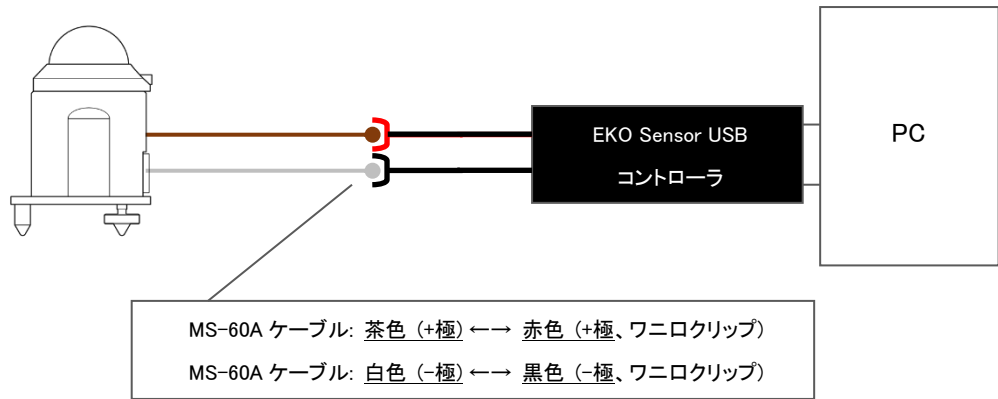 EKO Sensor USB
コントローラ
PC
MS-60A ケーブル: 茶色 (+極) ←→ 赤色 (+極、ワニ口クリップ)
MS-60A ケーブル: 白色 (-極) ←→ 黒色 (-極、ワニ口クリップ)